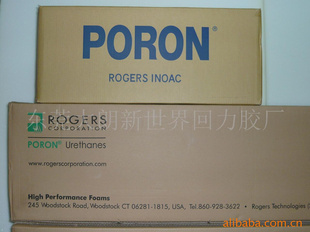 PORON®
ROGERS INOAC
东莞大朗新世界回力胶厂
ROGERS
CORPORATION
PORON® Urethanes
www.rogerscorporation.com
High Performance Foams
245 Woodstock Road, Woodstock CT 06281-1815, USA, Tel.860-928-3622 • Rogers Technologies
alibaba.com.cn